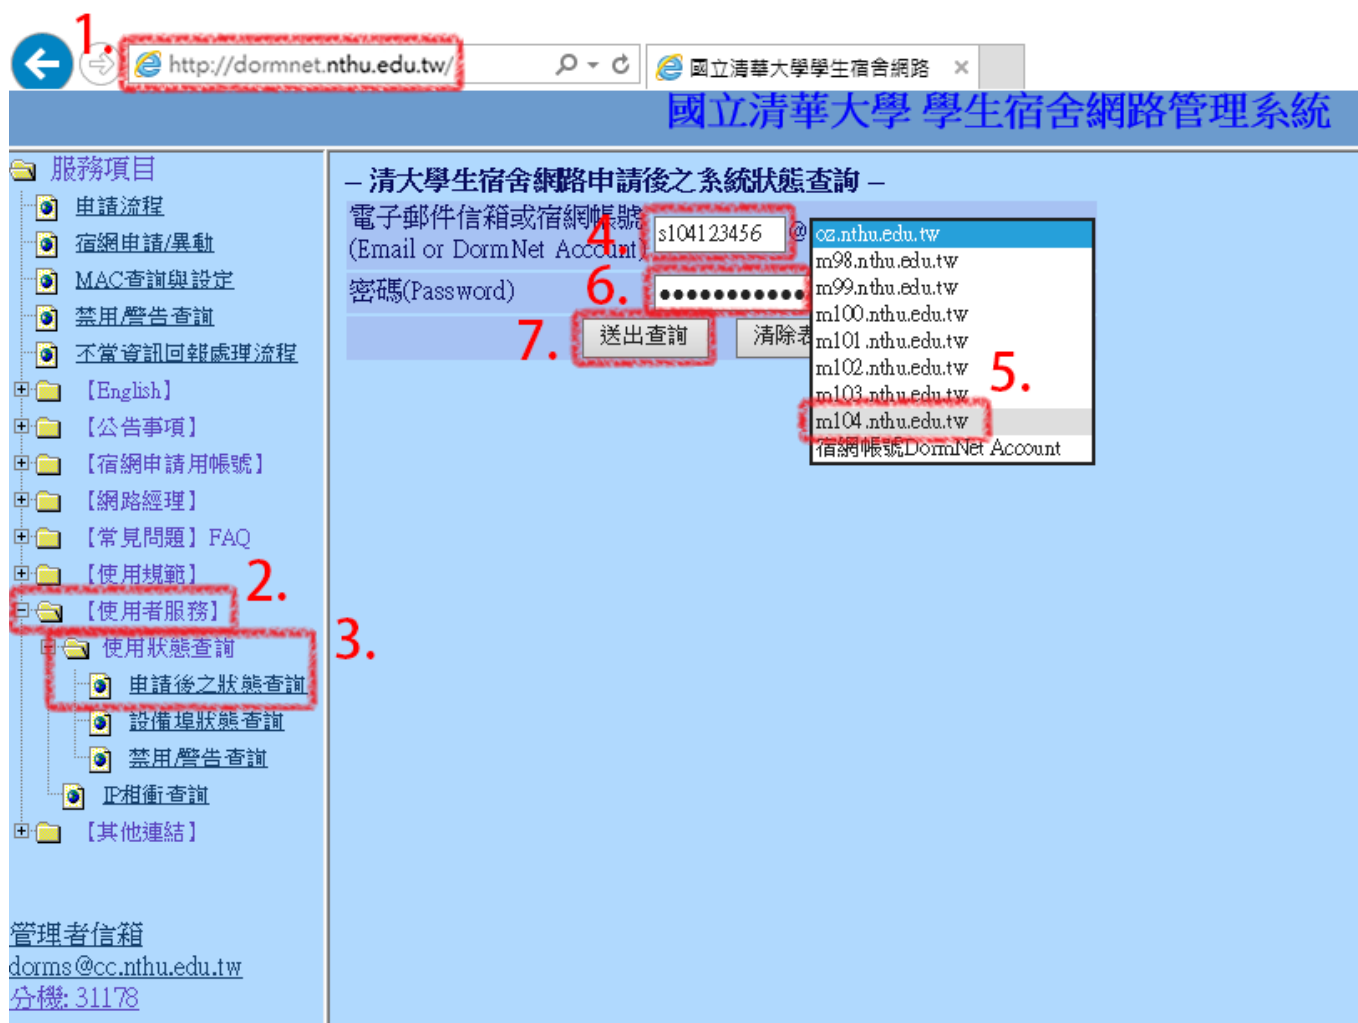 1.
http://dormnet.nthu.edu.tw/
國立清華大學學生宿舍網路
國立清華大學 學生宿舍網路管理系統
服務項目
申請流程
宿網申請/異動
MAC查詢與設定
禁用/警告查詢
不當資訊回報處理流程
【English】
【公告事項】
【宿網申請用帳號】
【網路經理】
【常見問題】FAQ
【使用規範】
2.
【使用者服務】
3.
使用狀態查詢
申請後之狀態查詢
設備埠狀態查詢
禁用/警告查詢
IP相衝查詢
【其他連結】
管理者信箱
dorms@cc.nthu.edu.tw
分機: 31178
– 清大學生宿舍網路申請後之系統狀態查詢 –
電子郵件信箱或宿網帳號
(Email or DormNet Account)
4.
s104123456
@
oz.nthu.edu.tw
m98.nthu.edu.tw
m99.nthu.edu.tw
m100.nthu.edu.tw
m101.nthu.edu.tw
m102.nthu.edu.tw
m103.nthu.edu.tw
m104.nthu.edu.tw
宿網帳號DormNet Account
5.
密碼(Password)
6.
●●●●●●●●●●●
7.
送出查詢
清除表